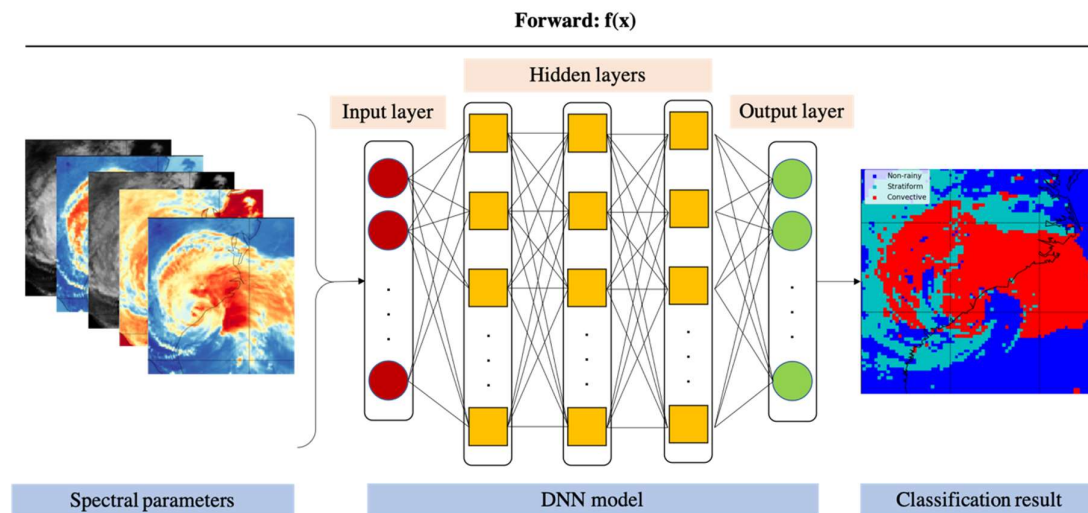 Forward: f(x)
Hidden layers
Input layer
Output layer
Non-rainy
Stratiform
Convective
Spectral parameters
DNN model
Classification result